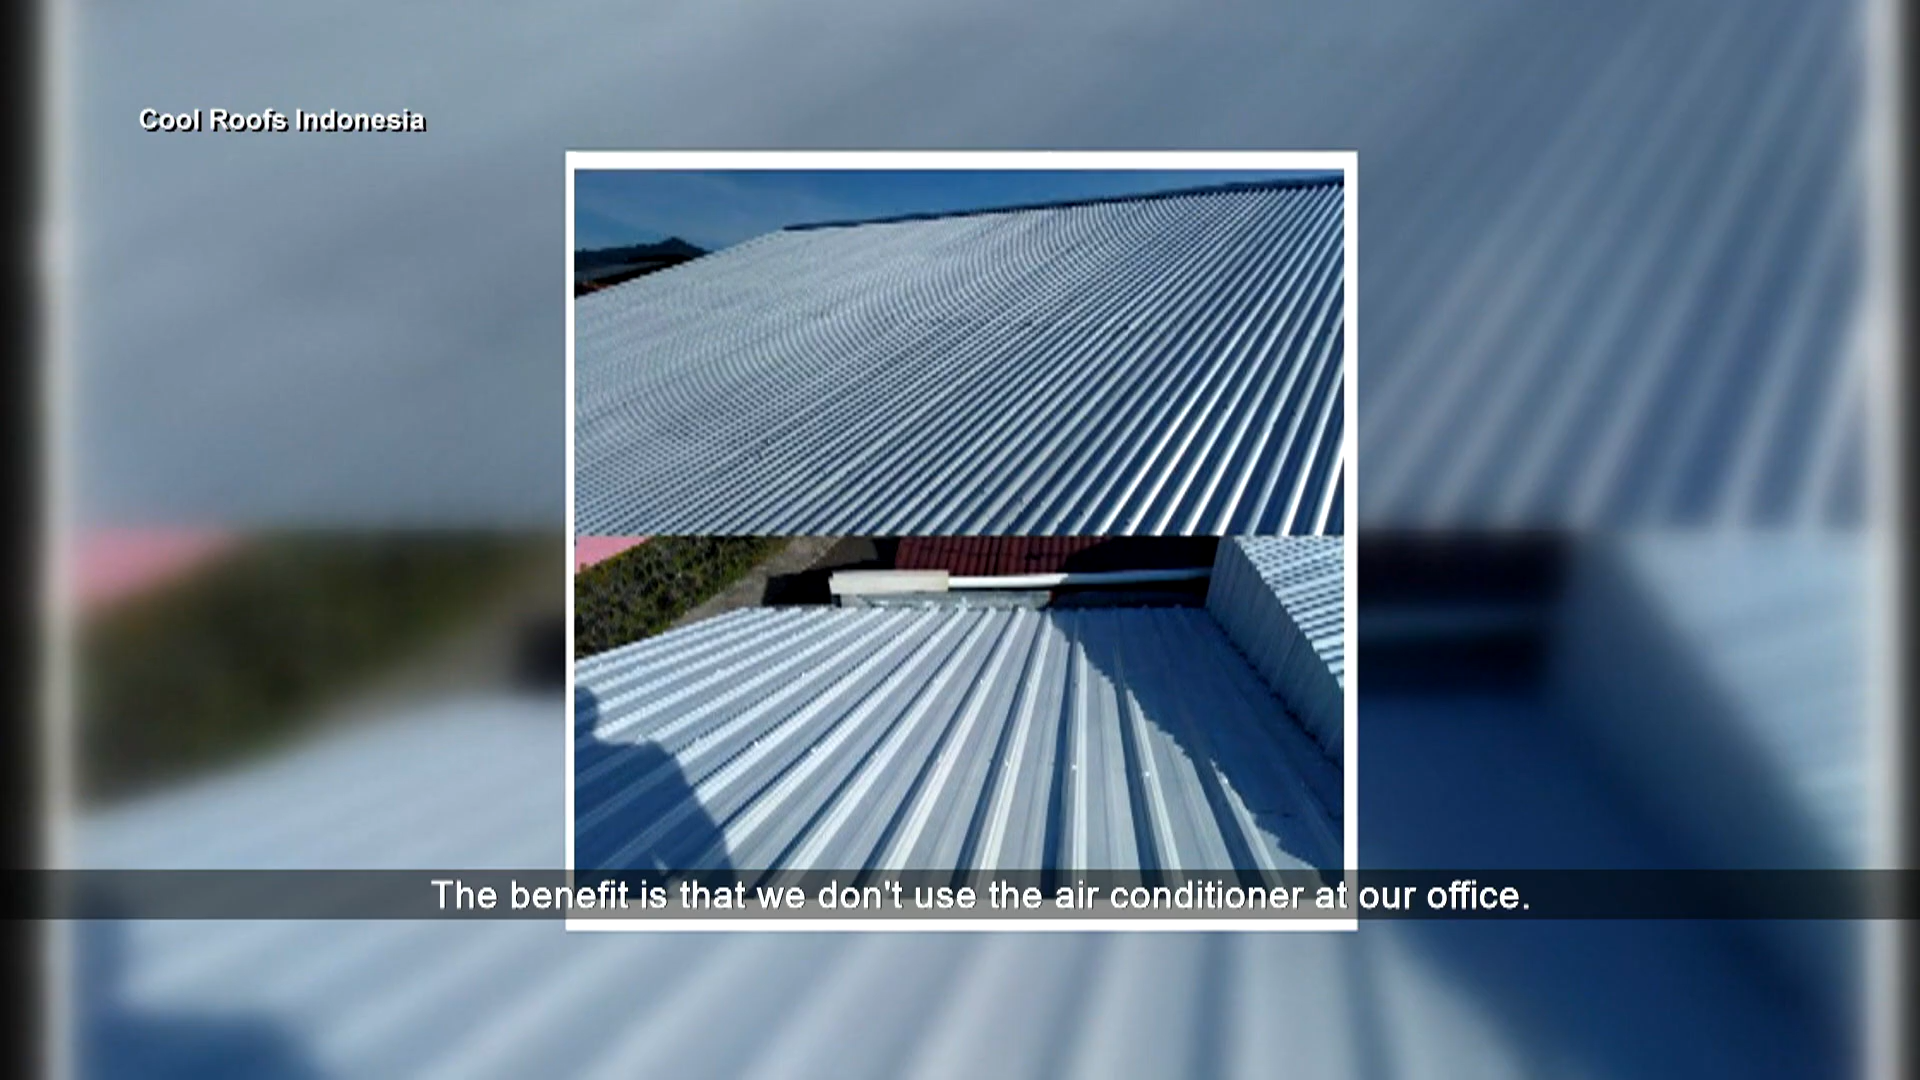 Cool Roofs Indonesia
The benefit is that we don't use the air conditioner at our office.